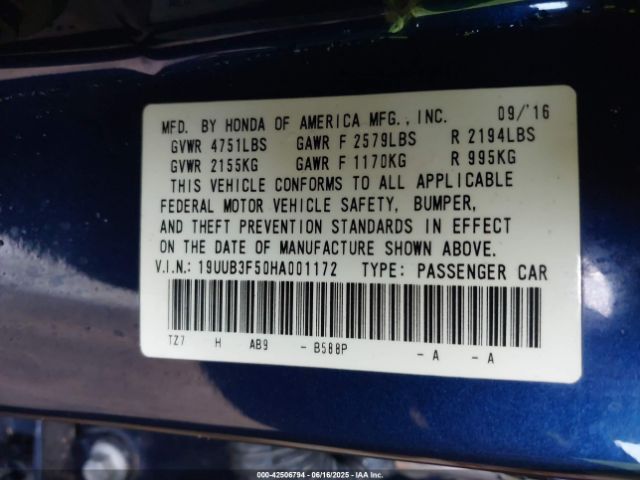 MFD. BY HONDA OF AMERICA MFG., INC. 09/'16
GVWR 4751LBS GAWR F 2579LBS R 2194LBS
GVWR 2155KG GAWR F 1170KG R 995KG
THIS VEHICLE CONFORMS TO ALL APPLICABLE
FEDERAL MOTOR VEHICLE SAFETY, BUMPER,
AND THEFT PREVENTION STANDARDS IN EFFECT
ON THE DATE OF MANUFACTURE SHOWN ABOVE.
V.I.N.: 19UUB3F50HA001172 TYPE: PASSENGER CAR
TZ7 H AB9 - B588P - A - A
000-42506794 - 06/16/2025 - IAA Inc.